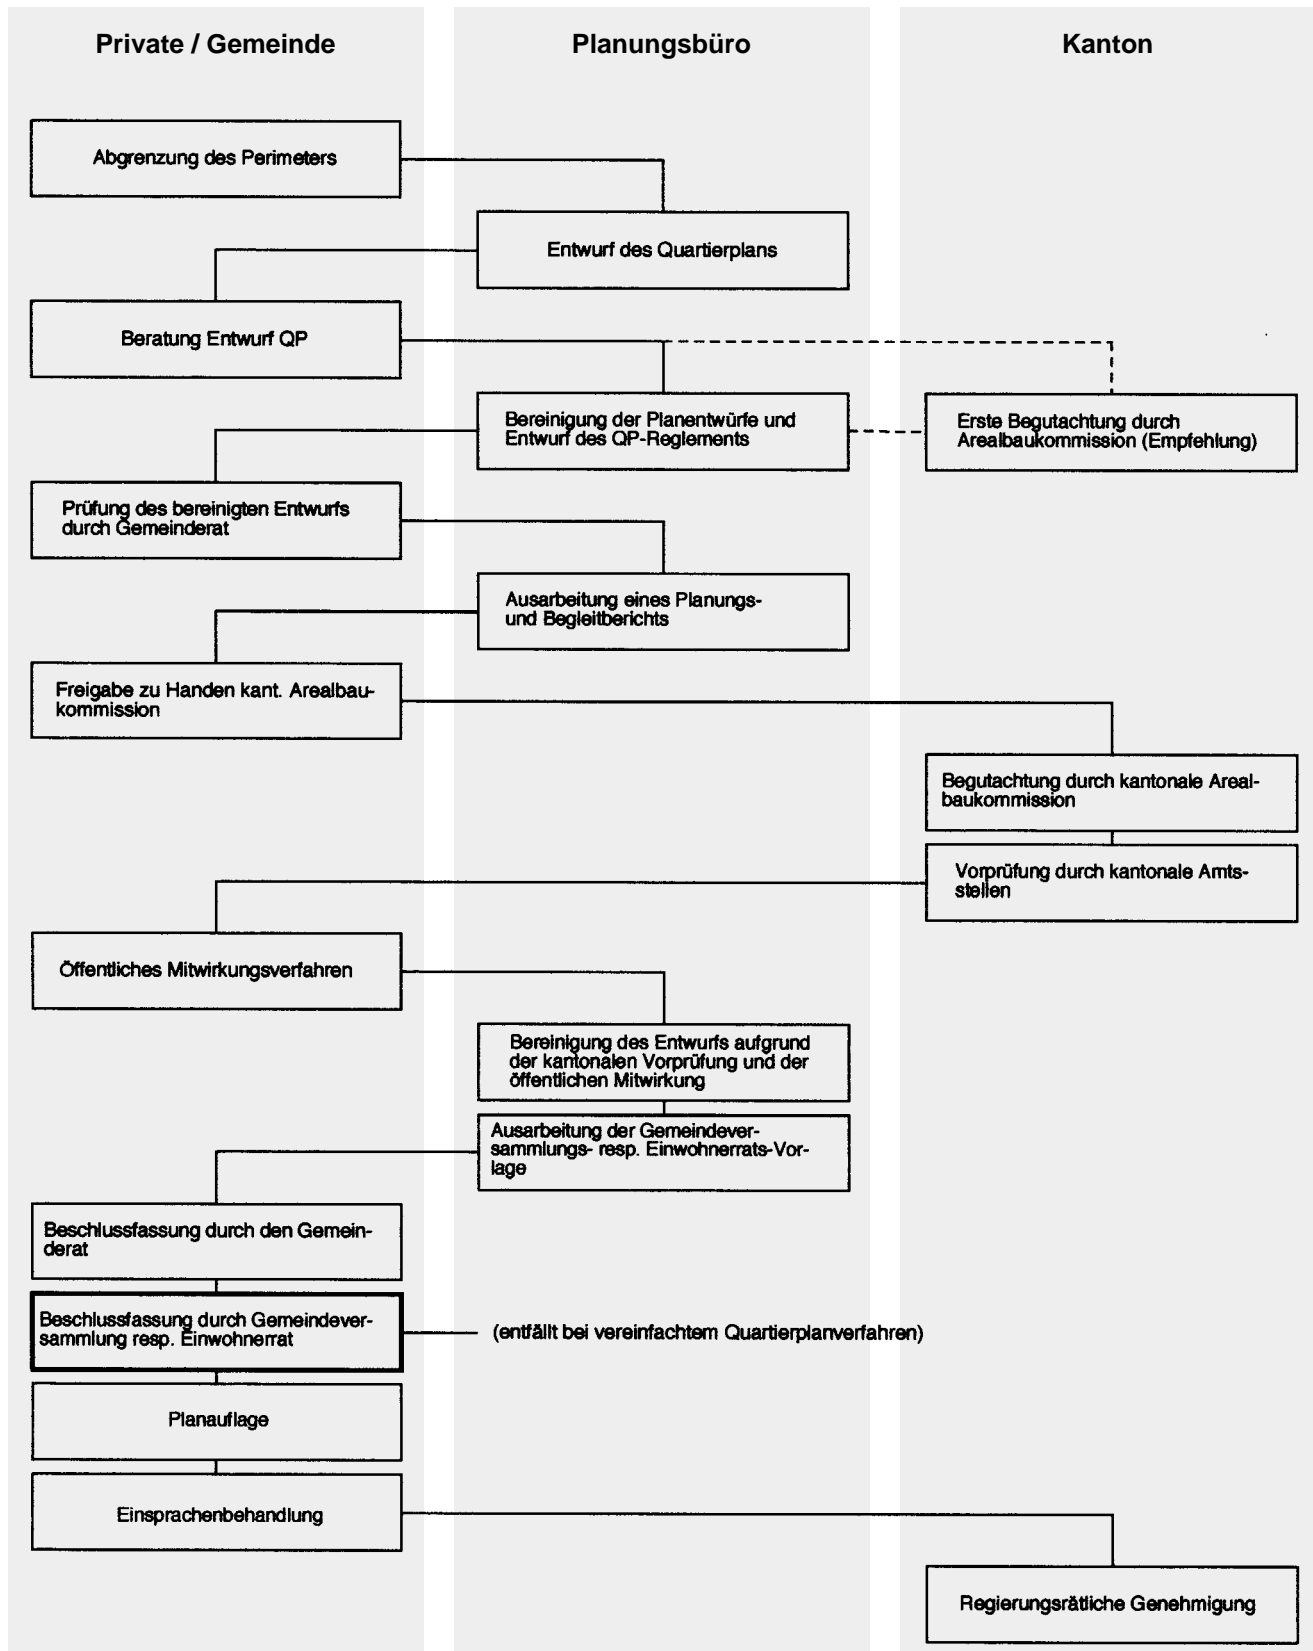 Private / Gemeinde
Planungsbüro
Kanton
Abgrenzung des Perimeters
Entwurf des Quartierplans
Beratung Entwurf QP
Bereinigung der Planentwürfe und
Entwurf des QP-Reglements
Erste Begutachtung durch
Arealbaukommission (Empfehlung)
Prüfung des bereinigten Entwurfs
durch Gemeinderat
Ausarbeitung eines Planungs-
und Begleitberichts
Freigabe zu Handen kant. Arealbau-
kommission
Begutachtung durch kantonale Areal-
baukommission
Vorprüfung durch kantonale Amts-
stellen
Öffentliches Mitwirkungsverfahren
Bereinigung des Entwurfs aufgrund
der kantonalen Vorprüfung und der
öffentlichen Mitwirkung
Ausarbeitung der Gemeindever-
sammlungs- resp. Einwohnerrats-Vor-
lage
Beschlussfassung durch den Gemein-
derat
Beschlussfassung durch Gemeindever-
sammlung resp. Einwohnerrat
(entfällt bei vereinfachtem Quartierplanverfahren)
Planauflage
Einsprachenbehandlung
Regierungsrätliche Genehmigung